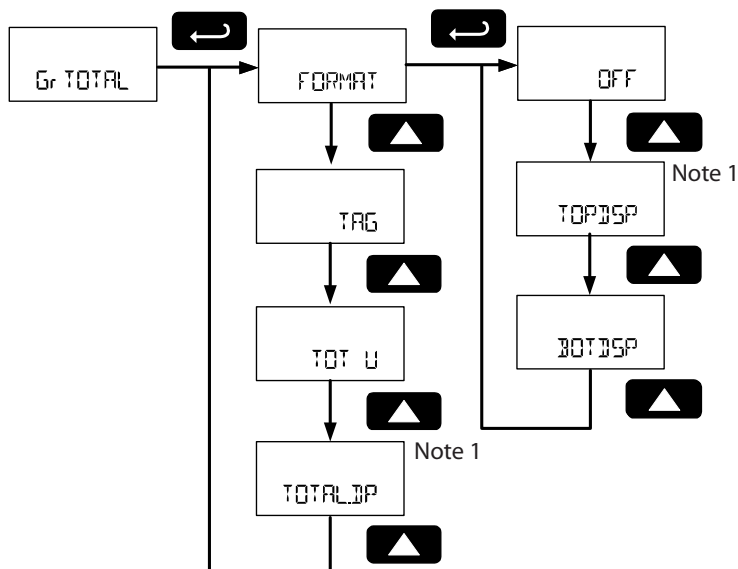 Gr TOTAL
FORMAT
OFF
Note 1
TAG
TOPDSP
TOT U
BOTDSP
Note 1
TOTAL.DP